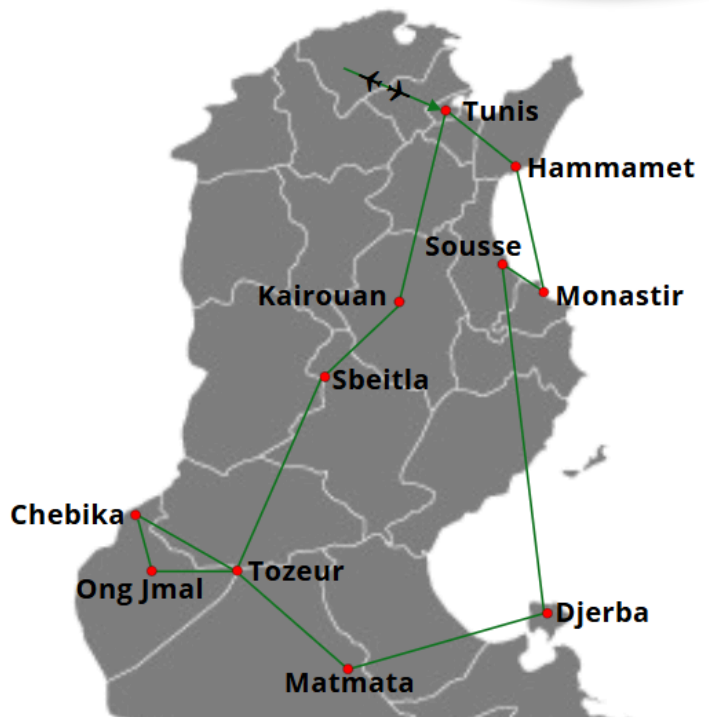 Tunis
Hammamet
Sousse
Kairouan
Monastir
Sbeitla
Chebika
Tozeur
Ong Jmal
Djerba
Matmata